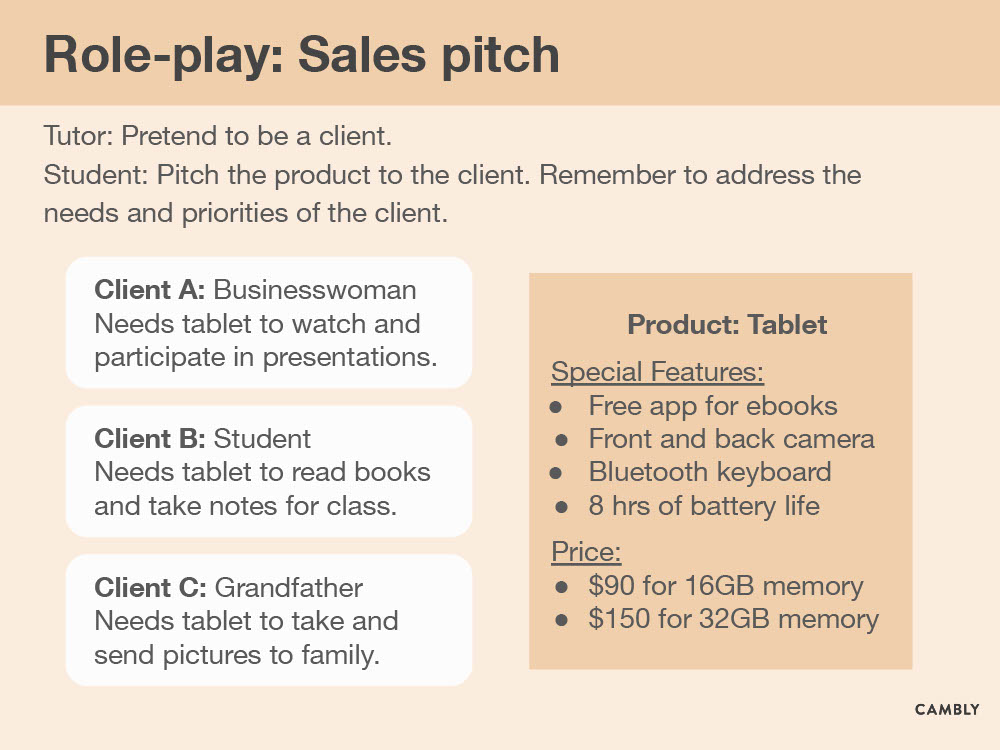 Role-play: Sales pitch
Tutor: Pretend to be a client.
Student: Pitch the product to the client. Remember to address the
needs and priorities of the client.
Client A: Businesswoman
Needs tablet to watch and
participate in presentations.
Client B: Student
Needs tablet to read books
and take notes for class.
Client C: Grandfather
Needs tablet to take and
send pictures to family.
Product: Tablet
Special Features:
● Free app for ebooks
● Front and back camera
● Bluetooth keyboard
● 8 hrs of battery life
Price:
● $90 for 16GB memory
● $150 for 32GB memory
CAMBLY